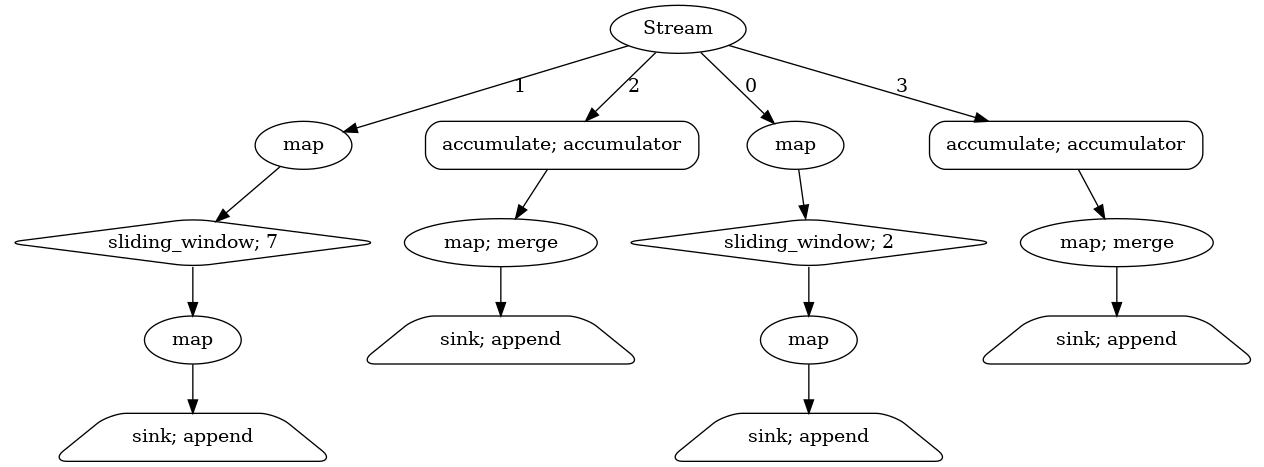 Stream
1
2
0
3
map
accumulate; accumulator
map
accumulate; accumulator
sliding_window; 7
map; merge
sliding_window; 2
map; merge
map
sink; append
map
sink; append
sink; append
sink; append